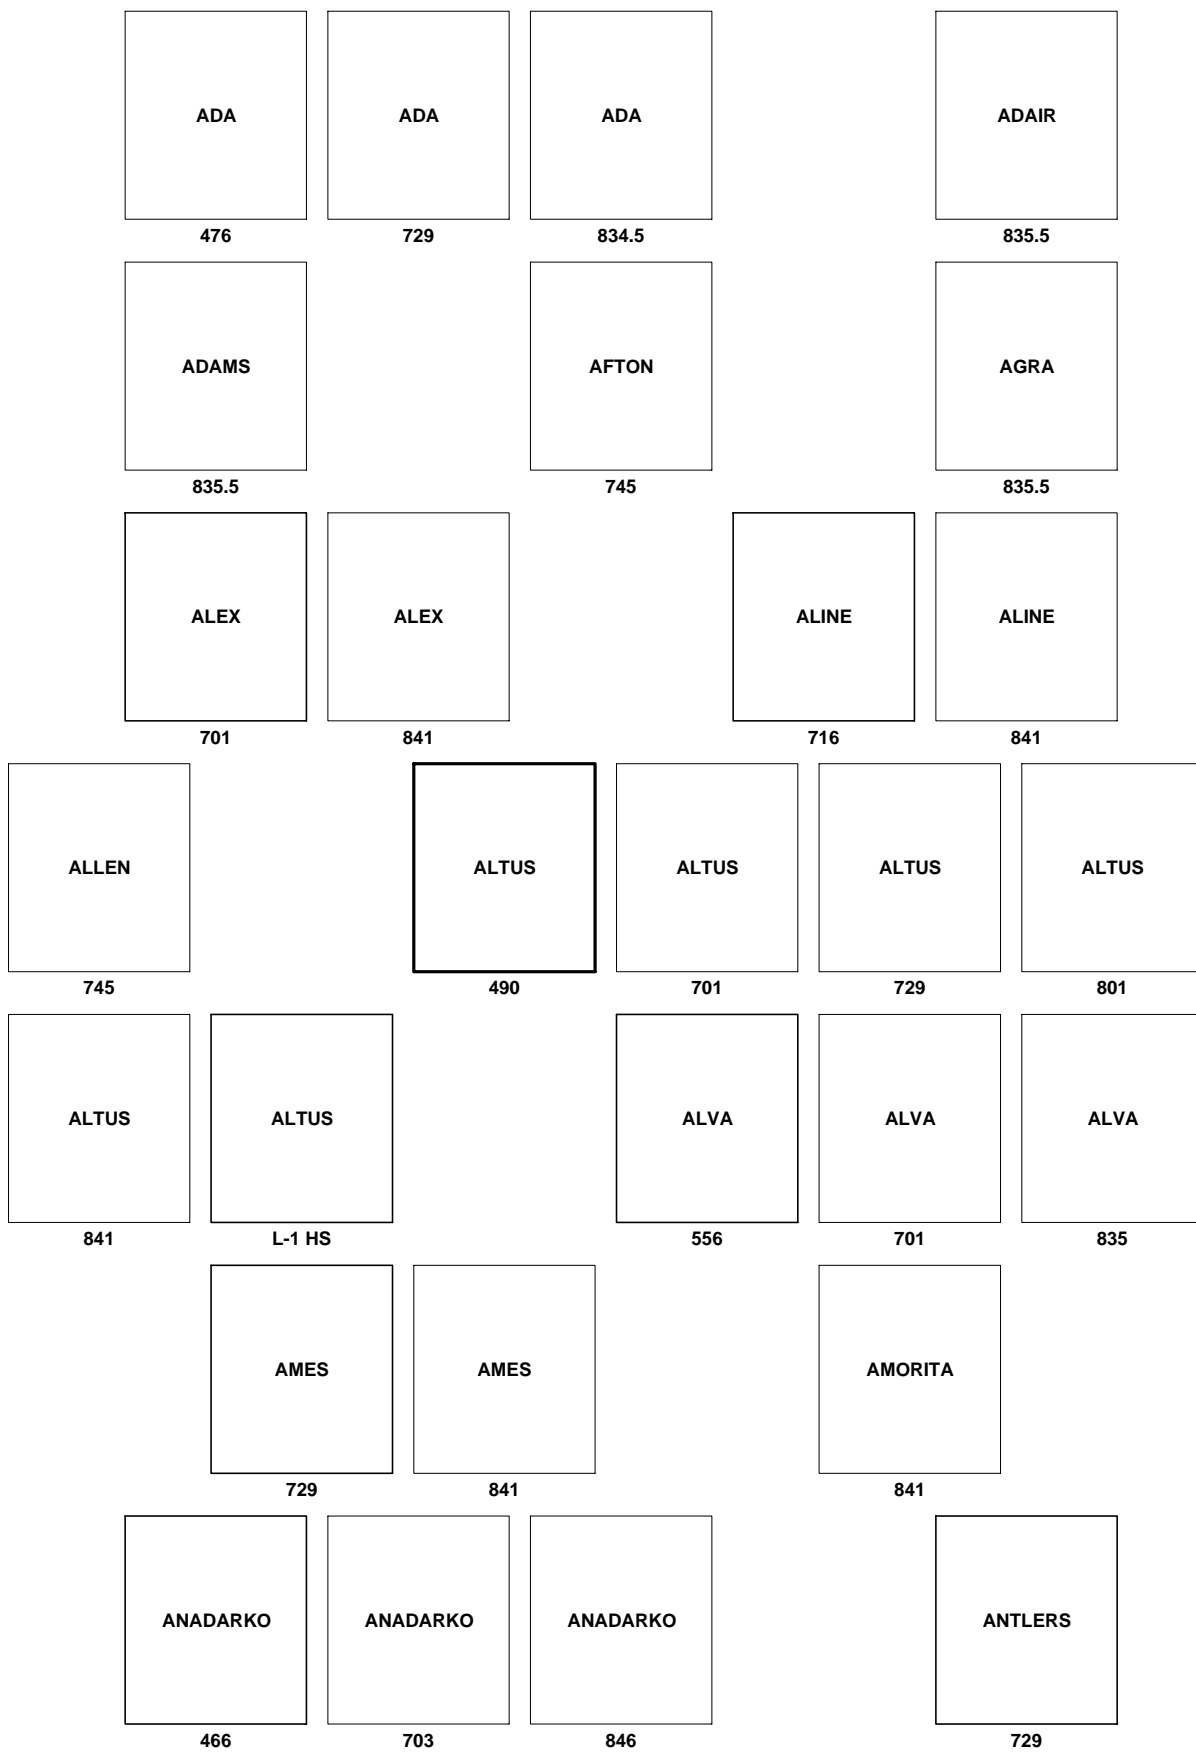 ADA ADA ADA ADAIR
476 729 834.5 835.5
ADAMS AFTON AGRA
835.5 745 835.5
ALEX ALEX ALINE ALINE
701 841 716 841
ALLEN ALTUS ALTUS ALTUS ALTUS
745 490 701 729 801
ALTUS ALTUS ALVA ALVA ALVA
841 L-1 HS 556 701 835
AMES AMES AMORITA
729 841 841
ANADARKO ANADARKO ANADARKO ANTLERS
466 703 846 729